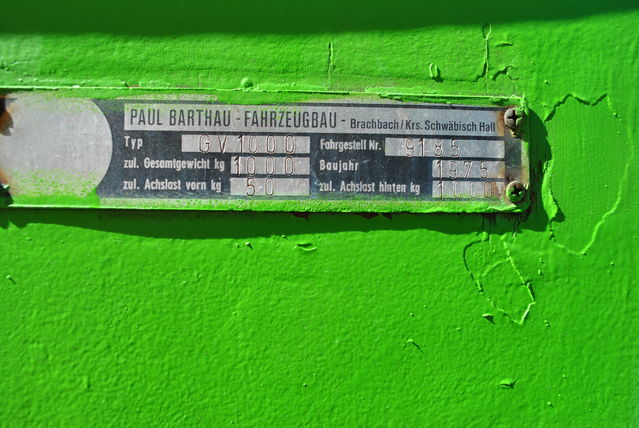 PAUL BARTHAU - FAHRZEUGBAU - Brachbach/Krs. Schwäbisch Hall
Typ GV1000 Fahrgestell Nr. 9185
zul. Gesamtgewicht kg 1000 Baujahr 1975
zul. Achslast vorn kg 50 zul. Achslast hinten kg 1000